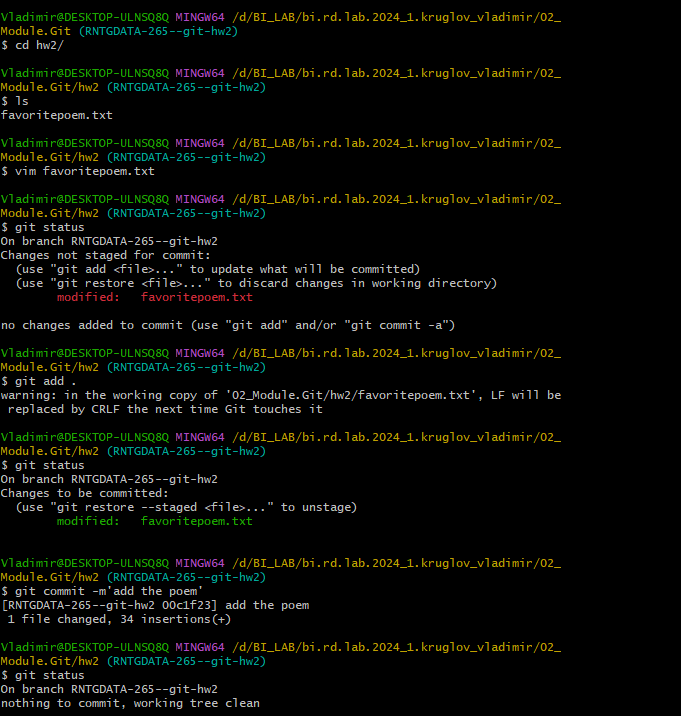 Vladimir@DESKTOP-ULNSQ8Q MINGW64 /d/BI_LAB/bi.rd.lab.2024_1.kruglov_vladimir/02_
Module.Git (RNTGDATA-265--git-hw2)
$ cd hw2/

Vladimir@DESKTOP-ULNSQ8Q MINGW64 /d/BI_LAB/bi.rd.lab.2024_1.kruglov_vladimir/02_
Module.Git/hw2 (RNTGDATA-265--git-hw2)
$ ls
favoritepoem.txt

Vladimir@DESKTOP-ULNSQ8Q MINGW64 /d/BI_LAB/bi.rd.lab.2024_1.kruglov_vladimir/02_
Module.Git/hw2 (RNTGDATA-265--git-hw2)
$ vim favoritepoem.txt

Vladimir@DESKTOP-ULNSQ8Q MINGW64 /d/BI_LAB/bi.rd.lab.2024_1.kruglov_vladimir/02_
Module.Git/hw2 (RNTGDATA-265--git-hw2)
$ git status
On branch RNTGDATA-265--git-hw2
Changes not staged for commit:
  (use "git add <file>..." to update what will be committed)
  (use "git restore <file>..." to discard changes in working directory)
        modified:   favoritepoem.txt

no changes added to commit (use "git add" and/or "git commit -a")

Vladimir@DESKTOP-ULNSQ8Q MINGW64 /d/BI_LAB/bi.rd.lab.2024_1.kruglov_vladimir/02_
Module.Git/hw2 (RNTGDATA-265--git-hw2)
$ git add .
warning: in the working copy of '02_Module.Git/hw2/favoritepoem.txt', LF will be
 replaced by CRLF the next time Git touches it

Vladimir@DESKTOP-ULNSQ8Q MINGW64 /d/BI_LAB/bi.rd.lab.2024_1.kruglov_vladimir/02_
Module.Git/hw2 (RNTGDATA-265--git-hw2)
$ git status
On branch RNTGDATA-265--git-hw2
Changes to be committed:
  (use "git restore --staged <file>..." to unstage)
        modified:   favoritepoem.txt


Vladimir@DESKTOP-ULNSQ8Q MINGW64 /d/BI_LAB/bi.rd.lab.2024_1.kruglov_vladimir/02_
Module.Git/hw2 (RNTGDATA-265--git-hw2)
$ git commit -m'add the poem'
[RNTGDATA-265--git-hw2 00c1f23] add the poem
 1 file changed, 34 insertions(+)

Vladimir@DESKTOP-ULNSQ8Q MINGW64 /d/BI_LAB/bi.rd.lab.2024_1.kruglov_vladimir/02_
Module.Git/hw2 (RNTGDATA-265--git-hw2)
$ git status
On branch RNTGDATA-265--git-hw2
nothing to commit, working tree clean